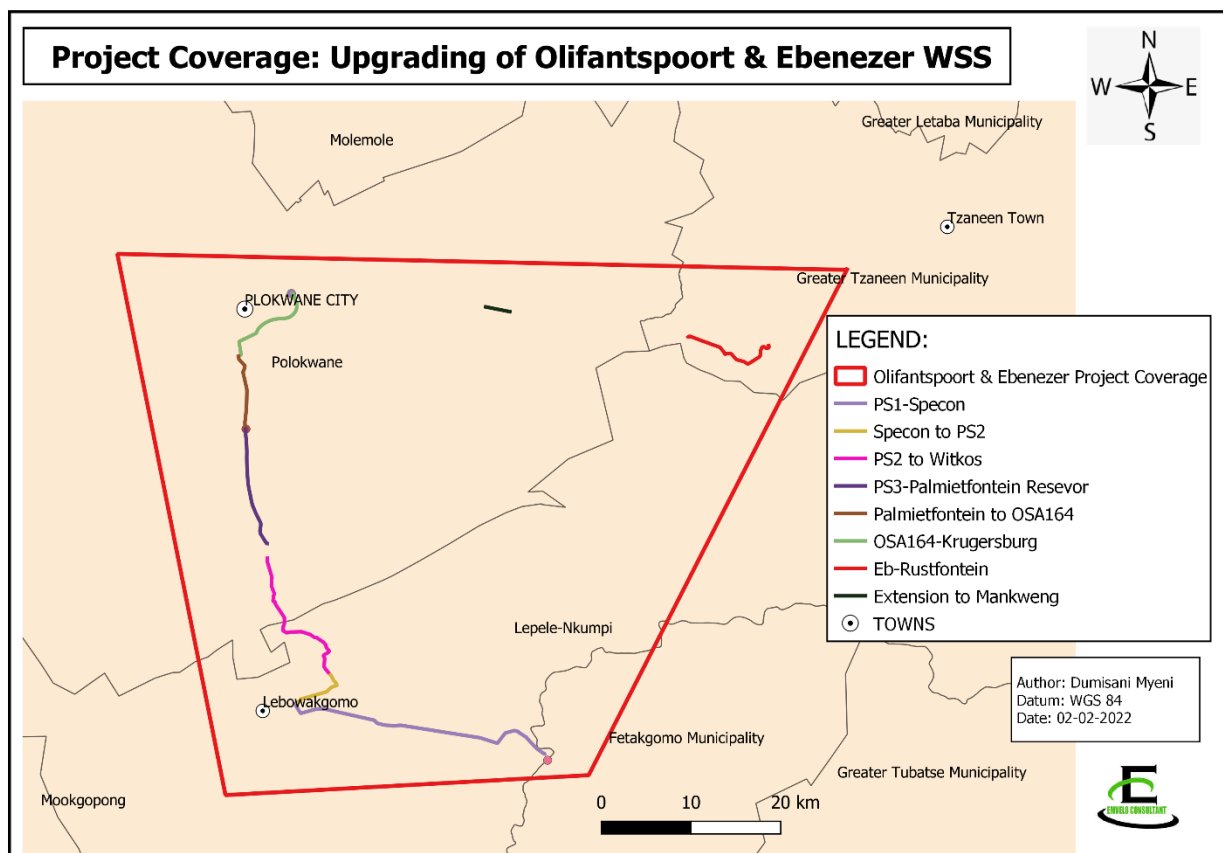 Project Coverage: Upgrading of Olifantspoort & Ebenezer WSS
N
W
E
S
Greater Letaba Municipality
Molemole
Tzaneen Town
Greater Tzaneen Municipality
PLOKWANE CITY
Polokwane
LEGEND:
Olifantspoort & Ebenezer Project Coverage
PS1-Specon
Specon to PS2
PS2 to Witkos
PS3-Palmietfontein Resevor
Palmietfontein to OSA164
OSA164-Krugersburg
Eb-Rustfontein
Extension to Mankweng
TOWNS
Lepele-Nkumpi
Lebowakgomo
Fetakgomo Municipality
Greater Tubatse Municipality
Mookgopong
Author: Dumisani Myeni
Datum: WGS 84
Date: 02-02-2022
0 10 20 km
E
EMVELO CONSULTANT